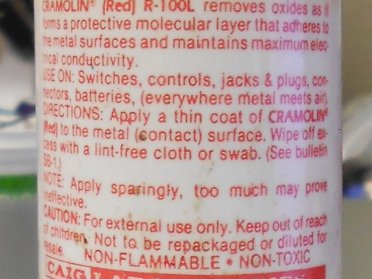 CRAMOLIN® (Red) R-100L removes oxides as it
forms a protective molecular layer that adheres to
the metal surfaces and maintains maximum elec-
trical conductivity.
USE ON: Switches, controls, jacks & plugs, con-
nectors, batteries, (everywhere metal meets air).
DIRECTIONS: Apply a thin coat of CRAMOLIN®
(Red) to the metal (contact) surface. Wipe off ex-
cess with a lint-free cloth or swab. (See bulletin
SB-1.)
NOTE: Apply sparingly, too much may prove
ineffective.
CAUTION: For external use only. Keep out of reach
of children. Not to be repackaged or diluted for
resale.
NON-FLAMMABLE • NON-TOXIC
CAIG